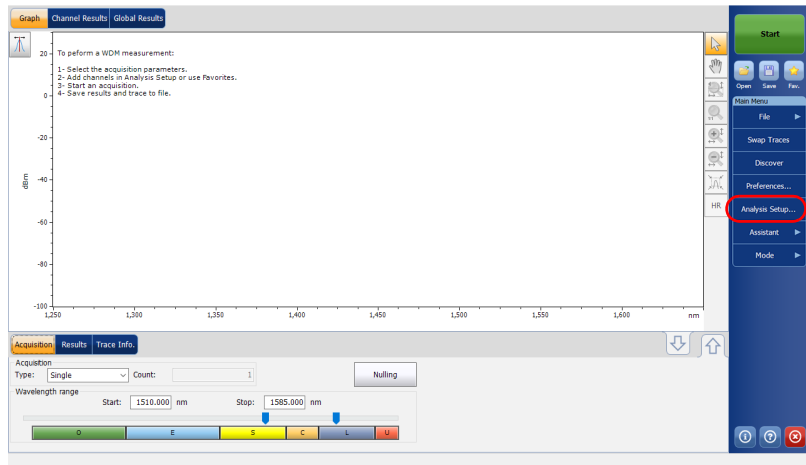 Graph Channel Results Global Results
Start
To peform a WDM measurement:
1- Select the acquisition parameters.
2- Add channels in Analysis Setup or use Favorites.
3- Start an acquisition.
4- Save results and trace to file.
20
0
-20
-40
-60
-80
-100
dBm
1,250 1,300 1,350 1,400 1,450 1,500 1,550 1,600 nm
HR
Open Save Fav.
Main Menu
File
Swap Traces
Discover
Preferences...
Analysis Setup...
Assistant
Mode
Acquisition Results Trace Info.
Acquisition
Type: Single Count: 1 Nulling
Wavelength range
Start: 1510.000 nm Stop: 1585.000 nm
O E S C L U